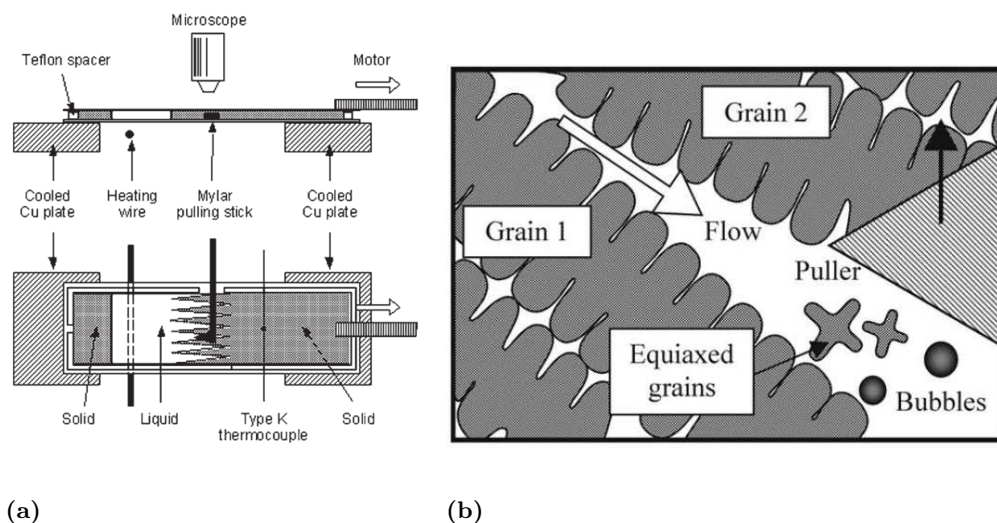 Microscope
Teflon spacer
Motor
Cooled
Cu plate
Heating
wire
Mylar
pulling stick
Cooled
Cu plate
Solid
Liquid
Type K
thermocouple
Solid
(a)
Grain 2
Grain 1
Flow
Puller
Equiaxed
grains
Bubbles
(b)